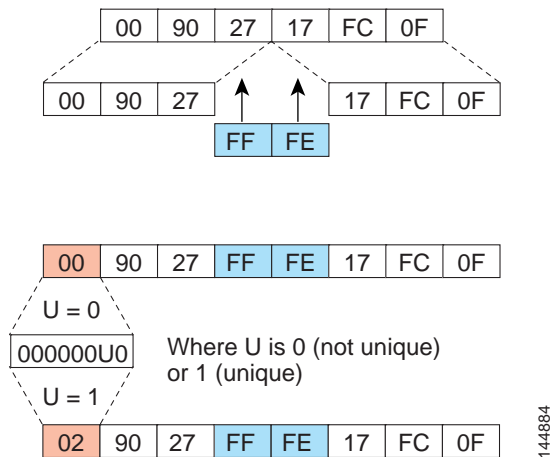 00 90 27 17 FC 0F
00 90 27 17 FC 0F
FF FE
00 90 27 FF FE 17 FC 0F
U = 0
000000U0 Where U is 0 (not unique)
or 1 (unique)
U = 1
02 90 27 FF FE 17 FC 0F
144884